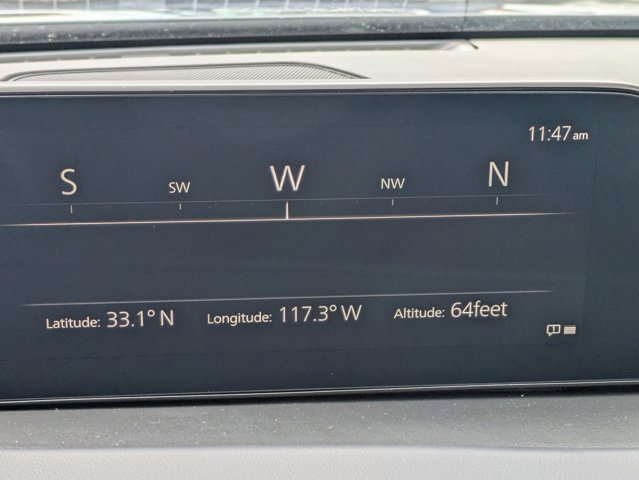 11:47am
S SW W NW N
Latitude: 33.1° N Longitude: 117.3° W Altitude: 64feet